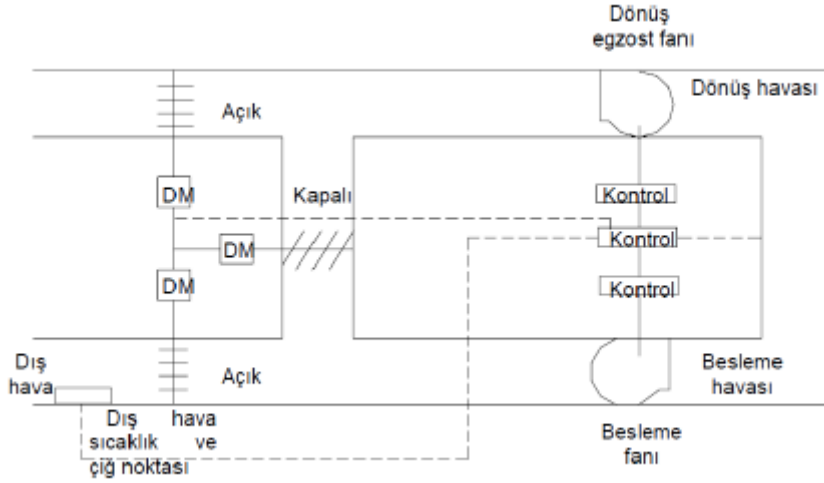 Dönüş
egzost fanı
Dönüş havası
Açık
DM
Kapalı
Kontrol
DM
Kontrol
DM
Kontrol
Dış
hava
Açık
Besleme
havası
Dış hava
sıcaklık ve
çiğ noktası
Besleme
fanı